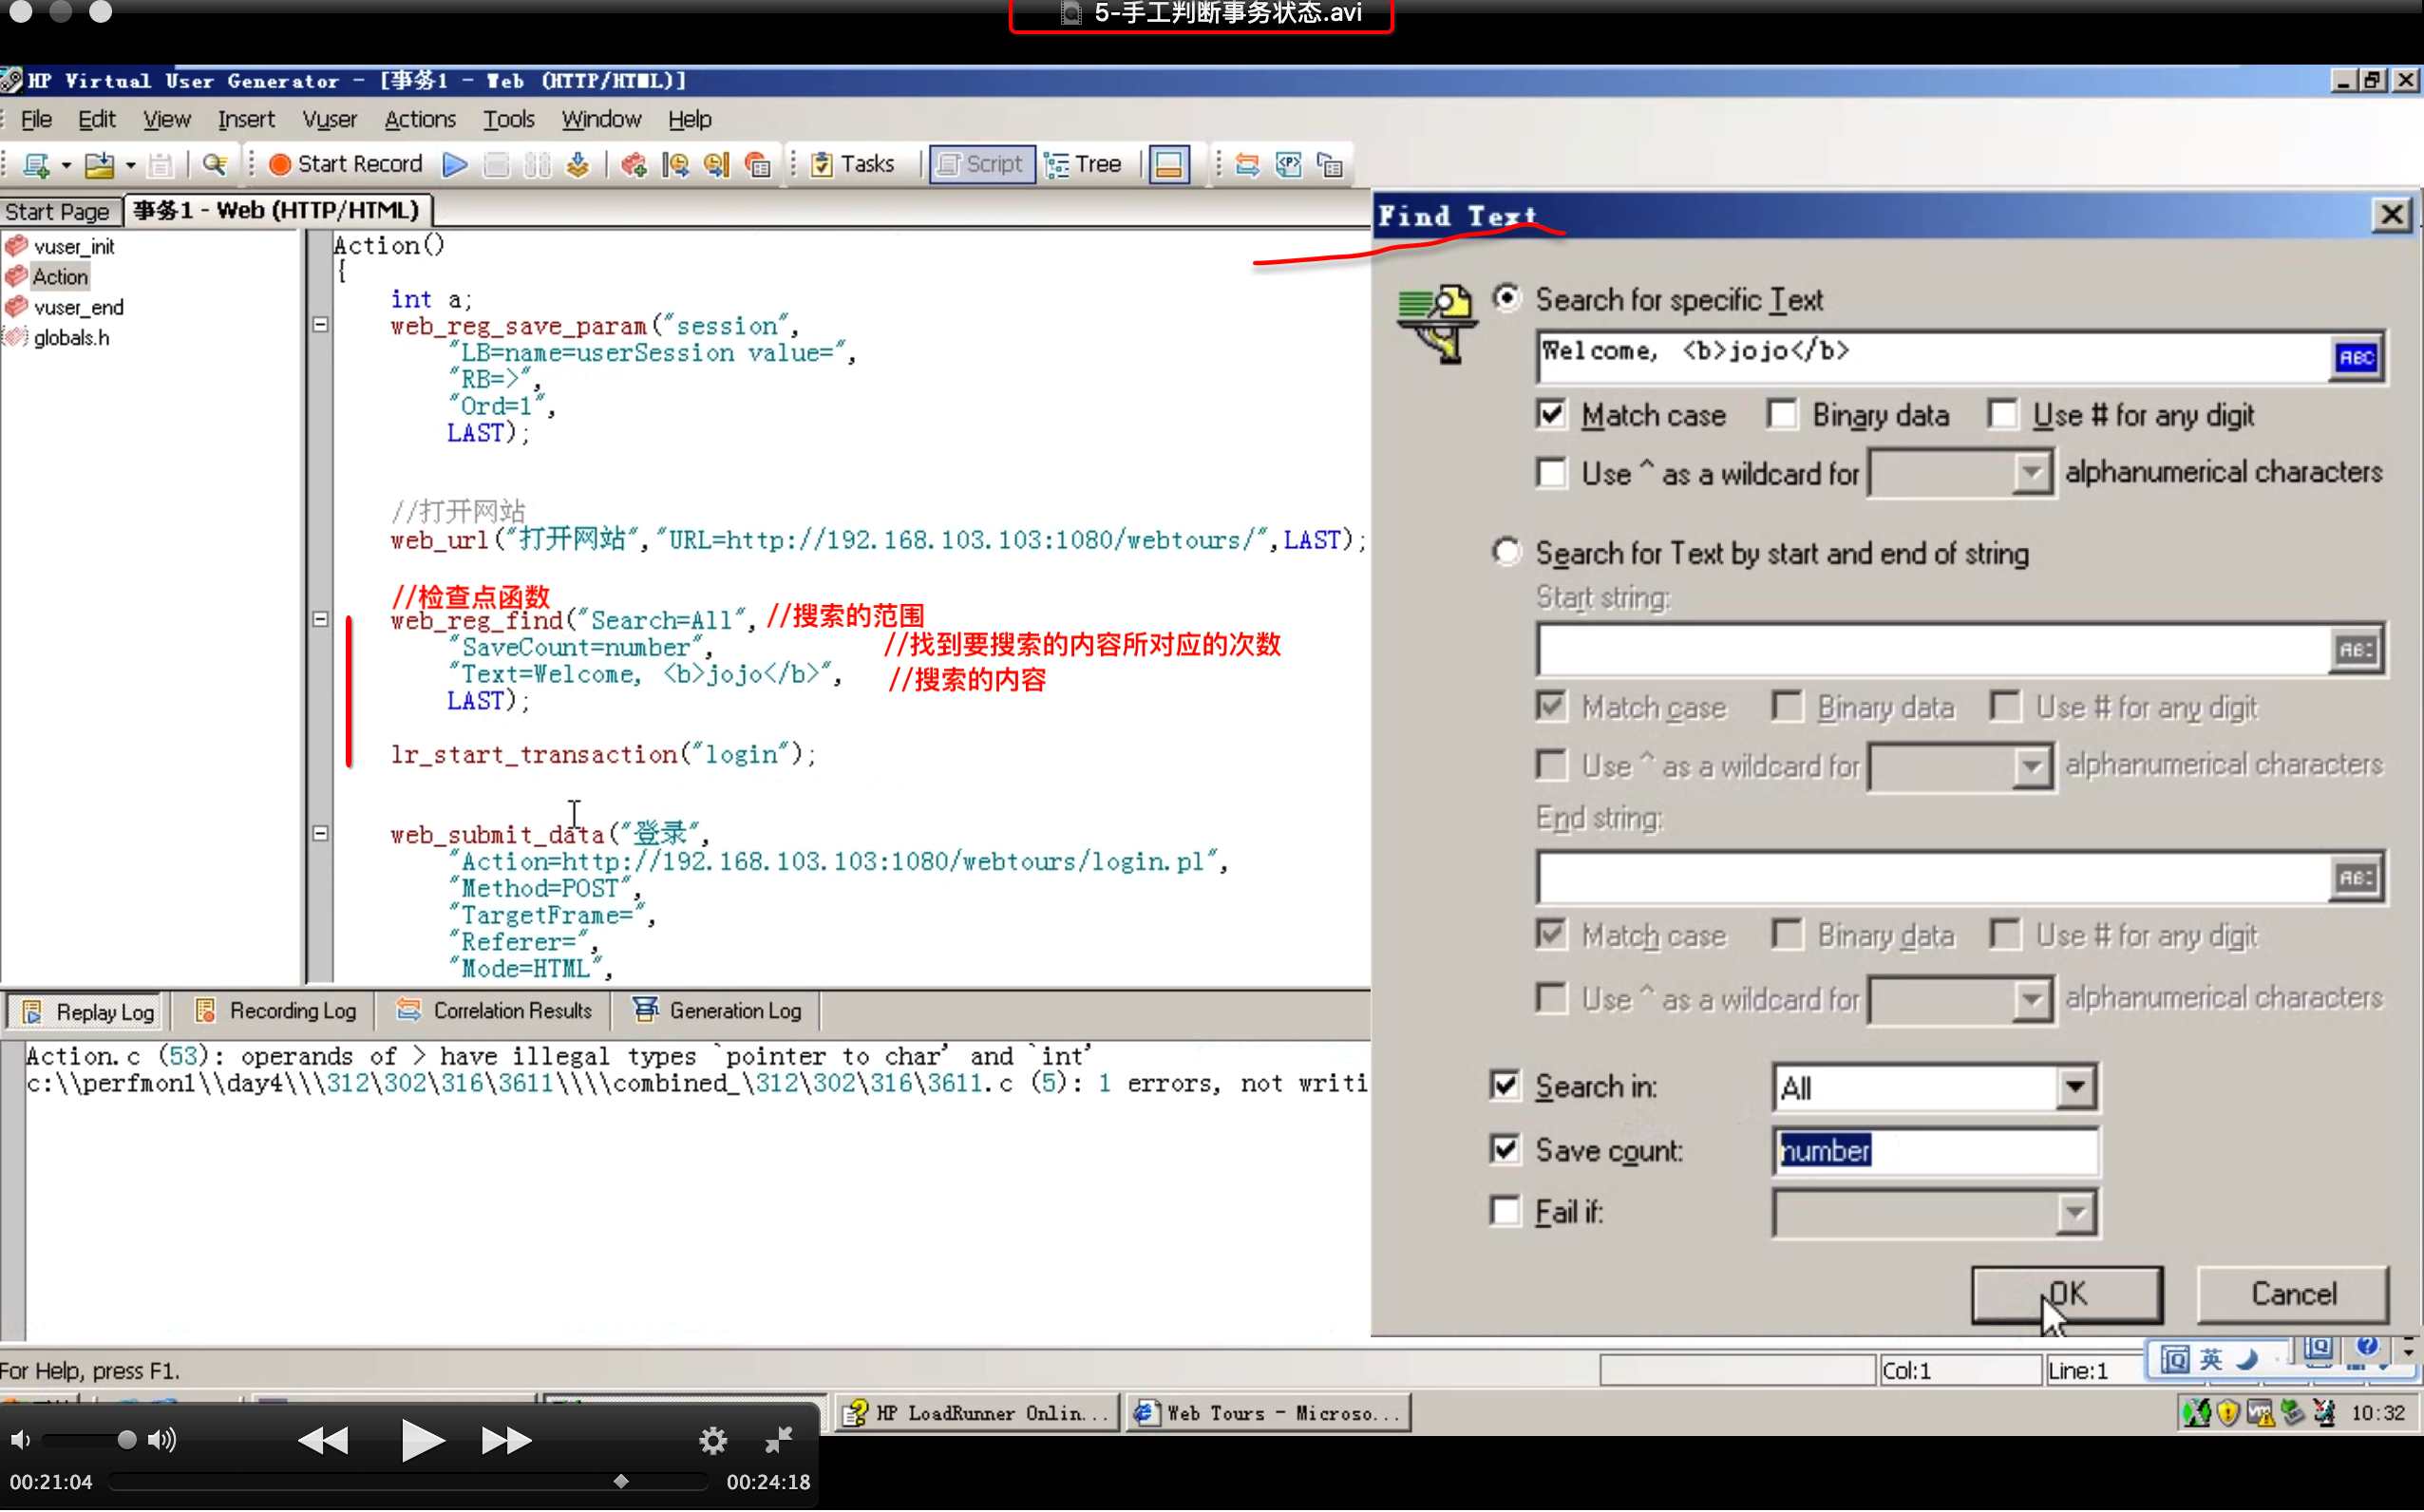 5-手工判断事务状态.avi
HP Virtual User Generator - [事务1 - Web (HTTP/HTML)]
File Edit View Insert Vuser Actions Tools Window Help
Start Record Tasks Script Tree
Start Page 事务1 - Web (HTTP/HTML)
vuser_init
Action
vuser_end
globals.h
Action()
{
int a;
web_reg_save_param("session",
"LB=name=userSession value=",
"RB=>",
"Ord=1",
LAST);
//打开网站
web_url("打开网站","URL=http://192.168.103.103:1080/webtours/",LAST);
//检查点函数
web_reg_find("Search=All", //搜索的范围
"SaveCount=number", //找到要搜索的内容所对应的次数
"Text=Welcome, <b>jojo</b>", //搜索的内容
LAST);
lr_start_transaction("login");
web_submit_data("登录",
"Action=http://192.168.103.103:1080/webtours/login.pl",
"Method=POST",
"TargetFrame=",
"Referer=",
"Mode=HTML",
Replay Log Recording Log Correlation Results Generation Log
Action.c (53): operands of > have illegal types `pointer to char' and `int'
c:\\perfmon1\\day4\\\312\302\316\3611\\\\combined_\312\302\316\3611.c (5): 1 errors, not writi
Find Text
Search for specific Text
Welcome, <b>jojo</b>
ABC
Match case Binary data Use # for any digit
Use ^ as a wildcard for alphanumerical characters
Search for Text by start and end of string
Start string:
Match case Binary data Use # for any digit
Use ^ as a wildcard for alphanumerical characters
End string:
Match case Binary data Use # for any digit
Use ^ as a wildcard for alphanumerical characters
Search in: All
Save count: number
Fail if:
OK Cancel
For Help, press F1.
Col:1 Line:1
英
HP LoadRunner Onlin... Web Tours - Microso... 10:32
00:21:04 00:24:18